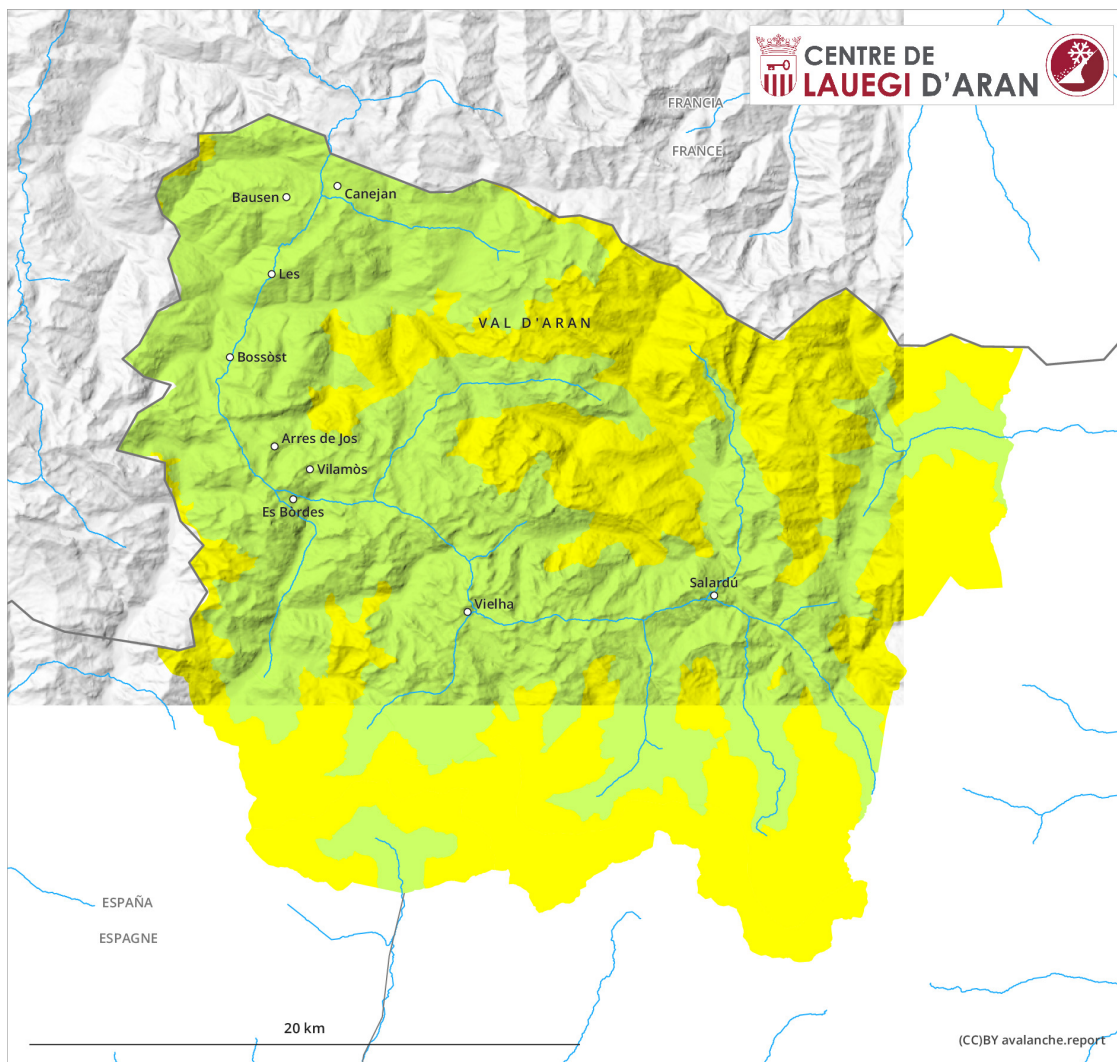 CENTRE DE
LAUEGI D'ARAN
FRANCIA
FRANCE
Bausen
Canejan
Les
VAL D'ARAN
Bossòst
Arres de Jos
Vilamòs
Es Bòrdes
Salardú
Vielha
ESPAÑA
ESPAGNE
20 km
(CC)BY avalanche.report